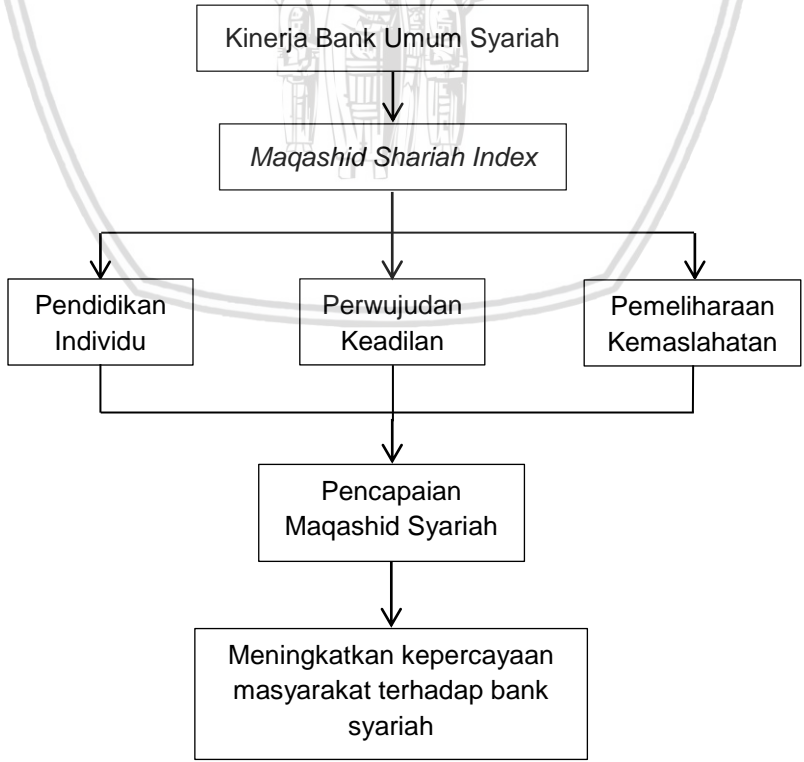 Kinerja Bank Umum Syariah
Maqashid Shariah Index
Pendidikan
Individu
Perwujudan
Keadilan
Pemeliharaan
Kemaslahatan
Pencapaian
Maqashid Syariah
Meningkatkan kepercayaan
masyarakat terhadap bank
syariah